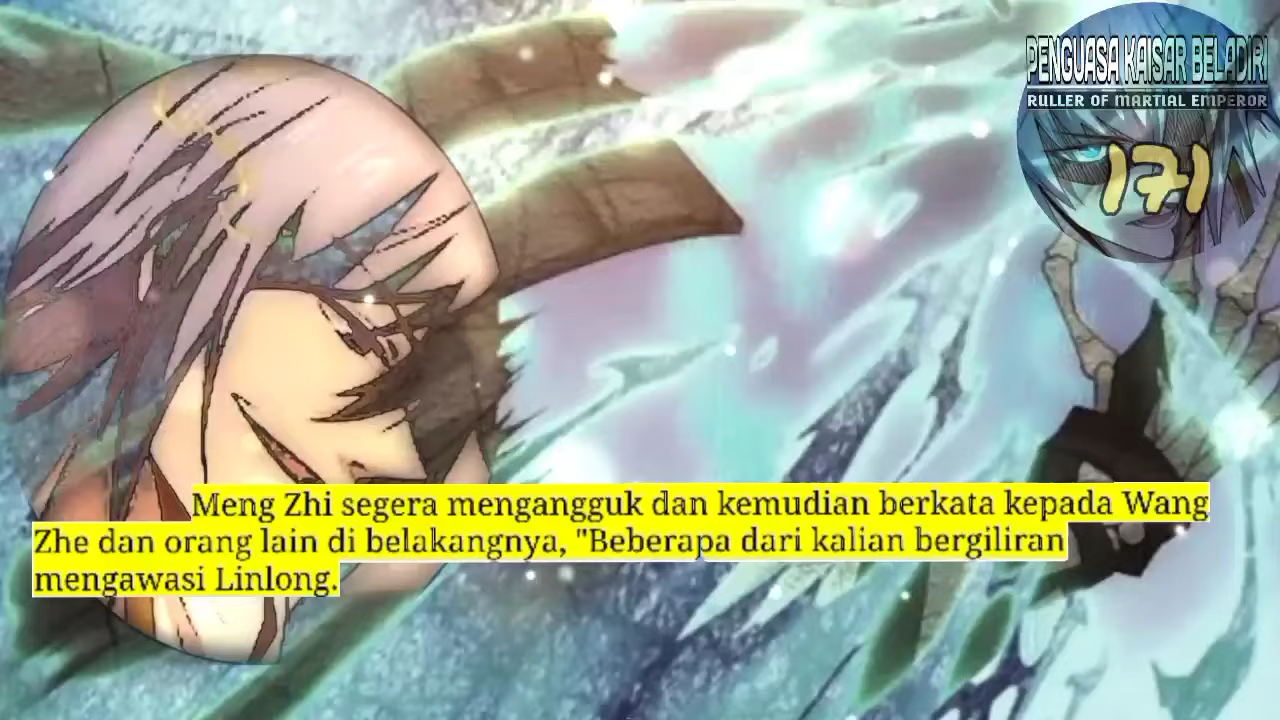 PENGUASA KAISAR BELADIRI
RULLER OF MARTIAL EMPEROR
171
Meng Zhi segera mengangguk dan kemudian berkata kepada Wang
Zhe dan orang lain di belakangnya, "Beberapa dari kalian bergiliran
mengawasi Linlong.